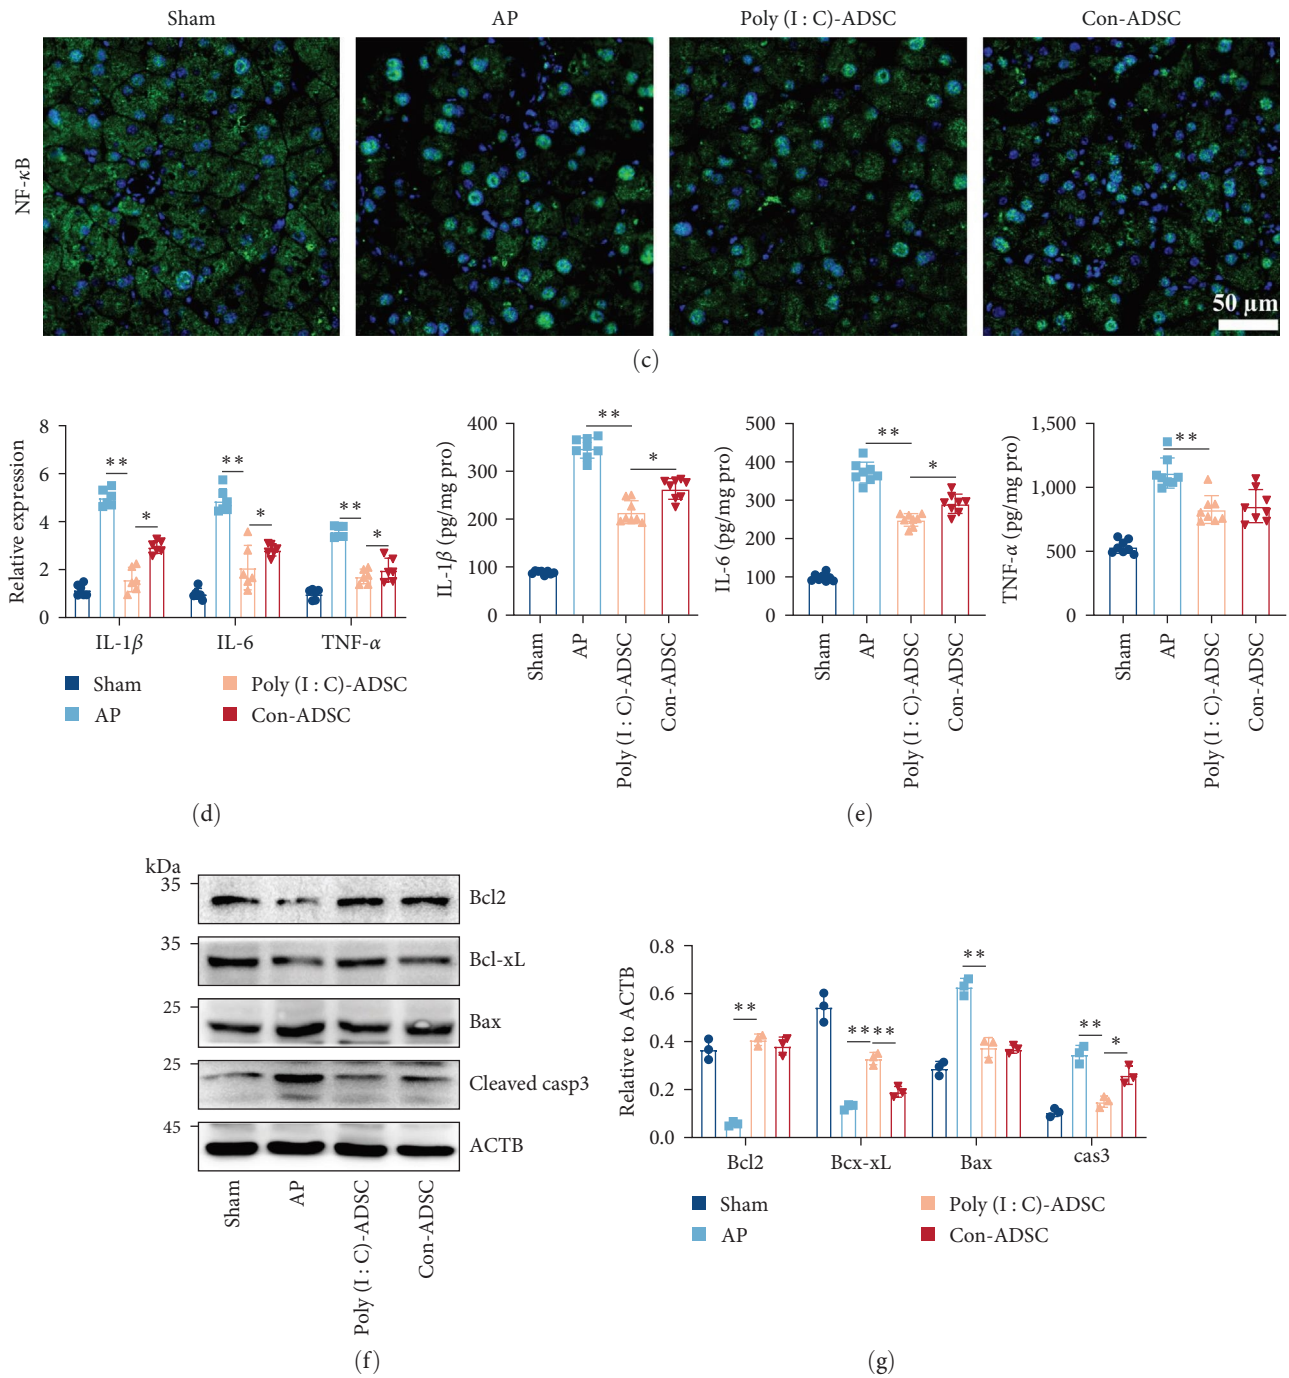 Sham
AP
Poly (I : C)-ADSC
Con-ADSC
NF-κB
50 μm
(c)
Relative expression
8
6
4
2
0
**
*
**
*
**
*
IL-1β
IL-6
TNF-α
Sham
AP
Poly (I : C)-ADSC
Con-ADSC
(d)
IL-1β (pg/mg pro)
400
300
200
100
0
**
*
Sham
AP
Poly (I : C)-ADSC
Con-ADSC
IL-6 (pg/mg pro)
500
400
300
200
100
0
**
*
Sham
AP
Poly (I : C)-ADSC
Con-ADSC
TNF-α (pg/mg pro)
1,500
1,000
500
0
**
Sham
AP
Poly (I : C)-ADSC
Con-ADSC
(e)
kDa
35
Bcl2
35
Bcl-xL
25
Bax
25
Cleaved casp3
45
ACTB
Sham
AP
Poly (I : C)-ADSC
Con-ADSC
(f)
Relative to ACTB
0.8
0.6
0.4
0.2
0.0
**
**
**
**
**
*
Bcl2
Bcx-xL
Bax
cas3
Sham
AP
Poly (I : C)-ADSC
Con-ADSC
(g)